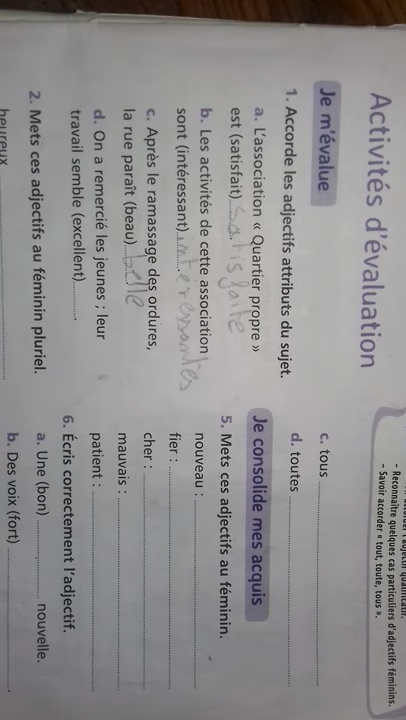 Activités d'évaluation
- Reconnaître quelques cas particuliers d'adjectifs féminins.
- Savoir accorder « tout, toute, tous ».
Je m'évalue
1. Accorde les adjectifs attributs du sujet.
a. L'association « Quartier propre »
est (satisfait) satisfaite.
b. Les activités de cette association
sont (intéressant) interessantes
c. Après le ramassage des ordures,
la rue paraît (beau) belle
d. On a remercié les jeunes ; leur
travail semble (excellent) ..........
2. Mets ces adjectifs au féminin pluriel.
heureux
c. tous ..........
d. toutes ..........
Je consolide mes acquis
5. Mets ces adjectifs au féminin.
nouveau : ..........
fier : ..........
cher : ..........
mauvais : ..........
patient : ..........
6. Écris correctement l'adjectif.
a. Une (bon) .......... nouvelle.
b. Des voix (fort) ..........